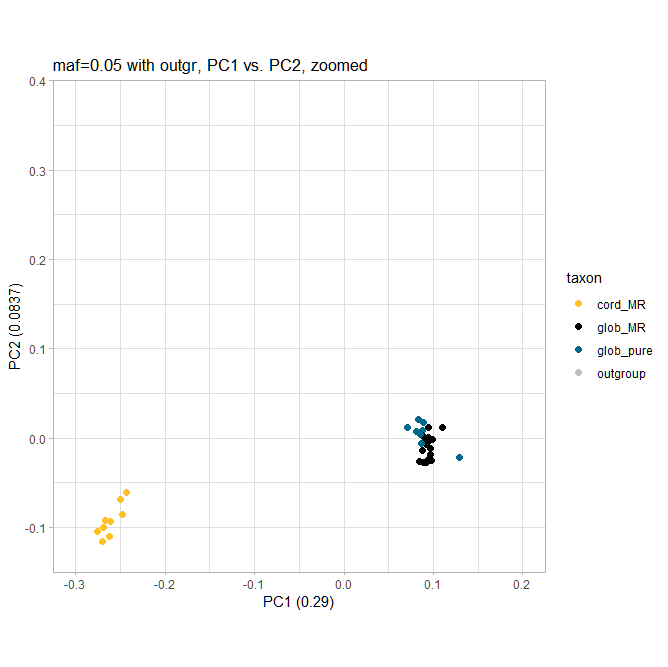 maf=0.05 with outgr, PC1 vs. PC2, zoomed
0.4
0.3
0.2
0.1
0.0
-0.1
PC2 (0.0837)
-0.3
-0.2
-0.1
0.0
0.1
0.2
PC1 (0.29)
taxon
cord_MR
glob_MR
glob_pure
outgroup